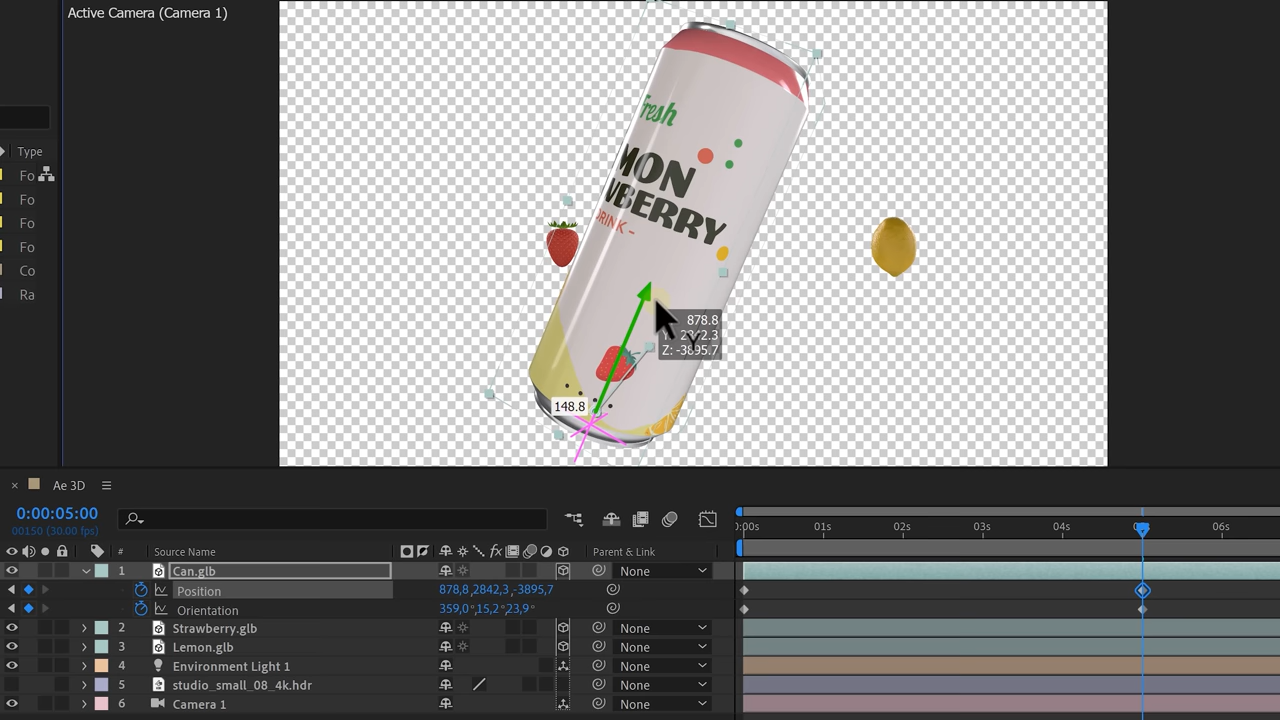 Active Camera (Camera 1)
Type
Fo
Fo
Fo
Fo
Co
Ra
Fresh
MON
WBERRY
DRINK -
878.8
Z: -3895.7
148.8
Ae 3D
0:00:05:00
00150 (30.00 fps)
0:00s 01s 02s 03s 04s 06s
# Source Name fx Parent & Link
1 Can.glb None
Position 878,8,2842,3,-3895,7
Orientation 359,0°,15,2°,23,9°
2 Strawberry.glb None
3 Lemon.glb None
4 Environment Light 1 None
5 studio_small_08_4k.hdr None
6 Camera 1 None